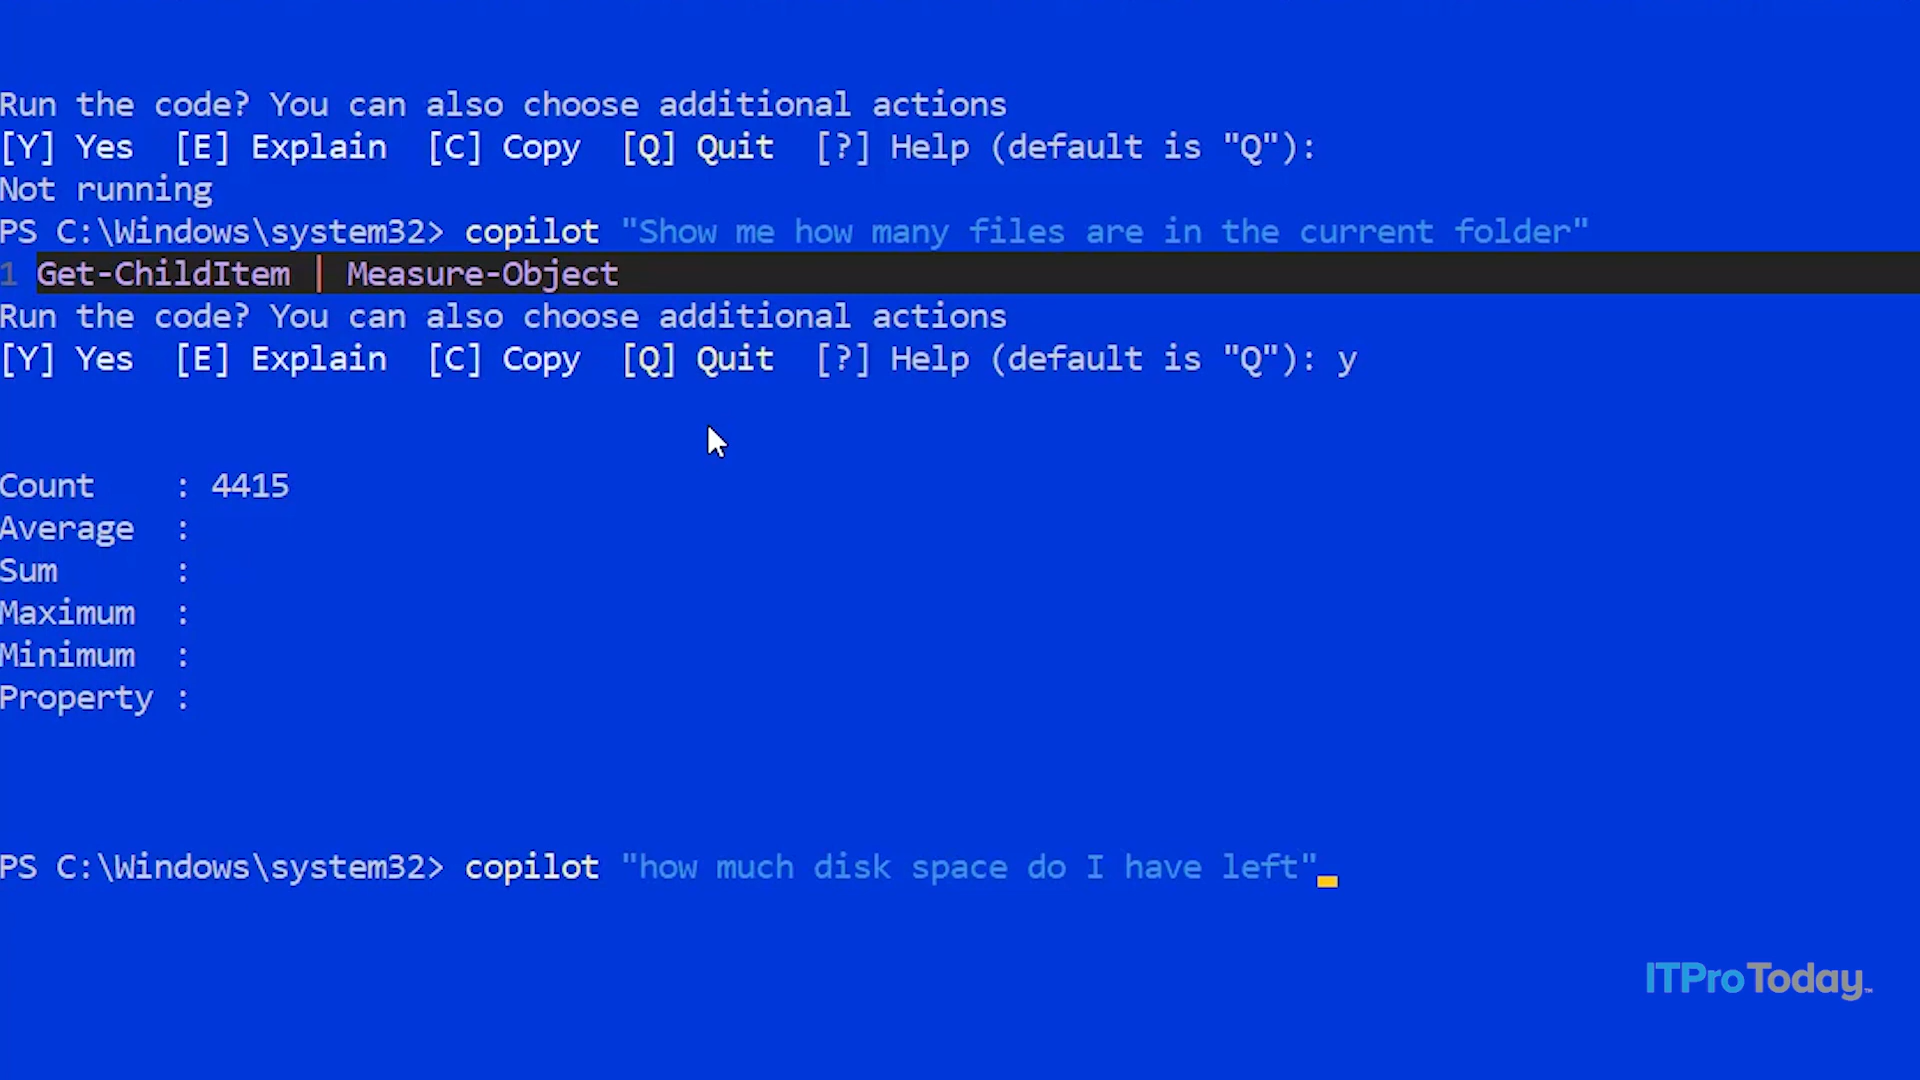 Run the code? You can also choose additional actions
[Y] Yes  [E] Explain  [C] Copy  [Q] Quit  [?] Help (default is "Q"):
Not running
PS C:\Windows\system32> copilot "Show me how many files are in the current folder"
1 Get-ChildItem | Measure-Object
Run the code? You can also choose additional actions
[Y] Yes  [E] Explain  [C] Copy  [Q] Quit  [?] Help (default is "Q"): y
Count    : 4415
Average  :
Sum      :
Maximum  :
Minimum  :
Property :
PS C:\Windows\system32> copilot "how much disk space do I have left"
ITProToday™